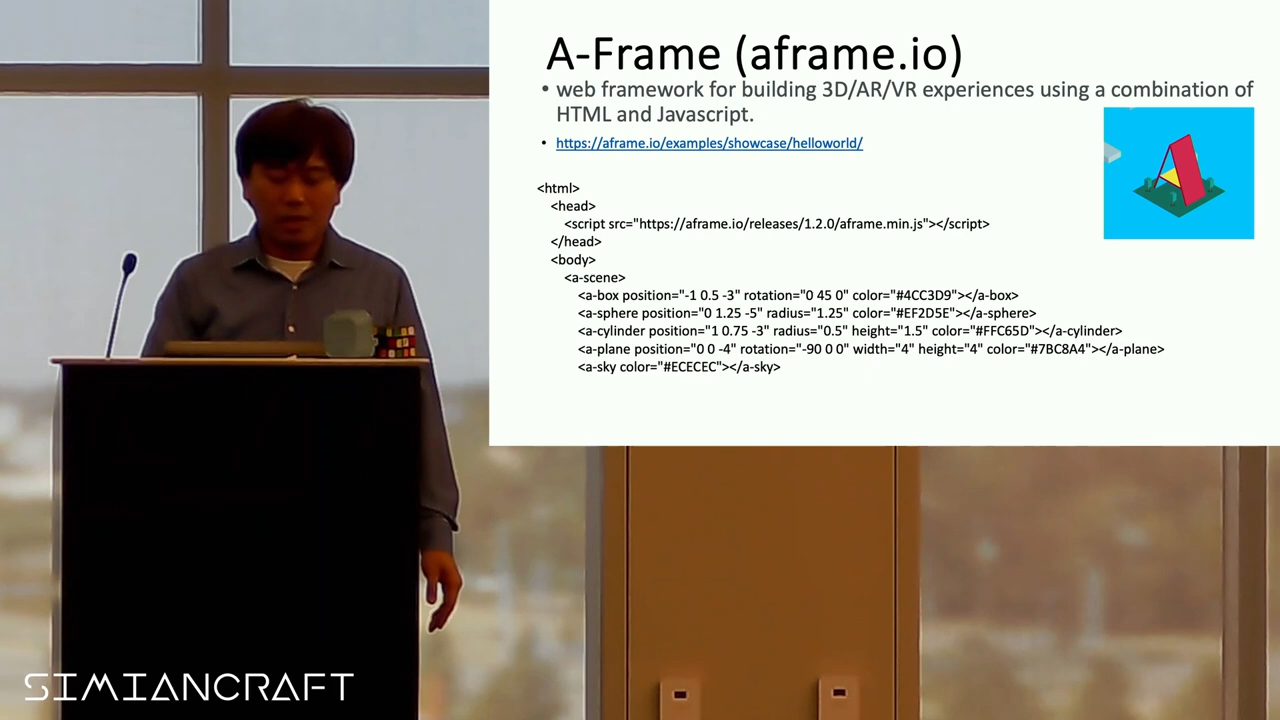 A-Frame (aframe.io)
• web framework for building 3D/AR/VR experiences using a combination of
HTML and Javascript.
• https://aframe.io/examples/showcase/helloworld/
<html>
<head>
<script src="https://aframe.io/releases/1.2.0/aframe.min.js"></script>
</head>
<body>
<a-scene>
<a-box position="-1 0.5 -3" rotation="0 45 0" color="#4CC3D9"></a-box>
<a-sphere position="0 1.25 -5" radius="1.25" color="#EF2D5E"></a-sphere>
<a-cylinder position="1 0.75 -3" radius="0.5" height="1.5" color="#FFC65D"></a-cylinder>
<a-plane position="0 0 -4" rotation="-90 0 0" width="4" height="4" color="#7BC8A4"></a-plane>
<a-sky color="#ECECEC"></a-sky>
SIMIANCRAFT